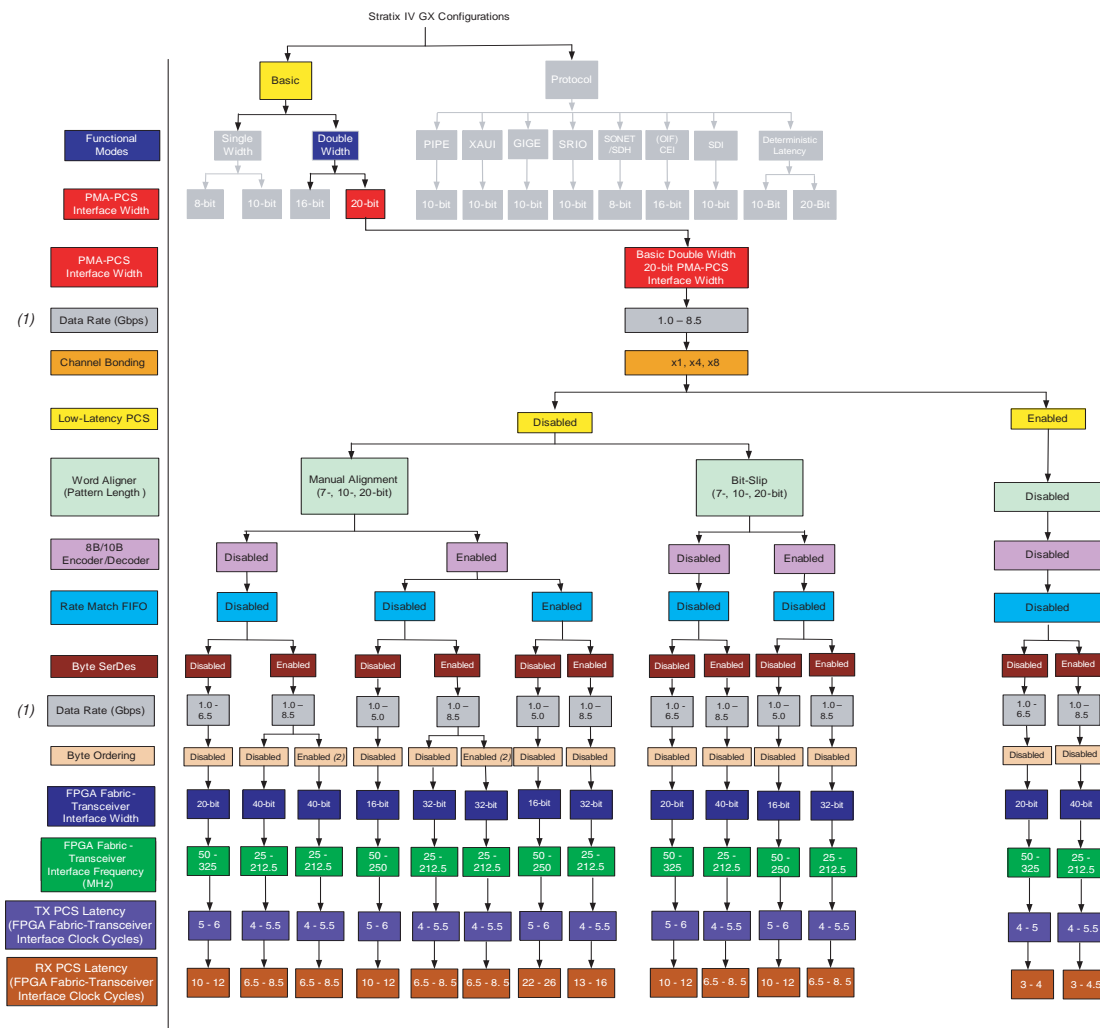 Stratix IV GX Configurations
Basic
Protocol
Functional
Modes
Single
Width
Double
Width
PIPE
XAUI
GIGE
SRIO
SONET
/SDH
(OIF)
CEI
SDI
Deterministic
Latency
PMA-PCS
Interface Width
8-bit
10-bit
16-bit
20-bit
10-bit
10-bit
10-bit
10-bit
8-bit
16-bit
10-bit
10-Bit
20-Bit
PMA-PCS
Interface Width
Basic Double Width
20-bit PMA-PCS
Interface Width
(1)
Data Rate (Gbps)
1.0 – 8.5
Channel Bonding
x1, x4, x8
Low-Latency PCS
Disabled
Enabled
Word Aligner
(Pattern Length )
Manual Alignment
(7-, 10-, 20-bit)
Bit-Slip
(7-, 10-, 20-bit)
Disabled
8B/10B
Encoder/Decoder
Disabled
Enabled
Disabled
Enabled
Disabled
Rate Match FIFO
Disabled
Disabled
Enabled
Disabled
Disabled
Disabled
Byte SerDes
Disabled
Enabled
Disabled
Enabled
Disabled
Enabled
Disabled
Enabled
Disabled
Enabled
Disabled
Enabled
(1)
Data Rate (Gbps)
1.0 -
6.5
1.0 –
8.5
1.0 –
5.0
1.0 –
8.5
1.0 –
5.0
1.0 –
8.5
1.0 -
6.5
1.0 –
8.5
1.0 –
5.0
1.0 –
8.5
1.0 -
6.5
1.0 –
8.5
Byte Ordering
Disabled
Disabled
Enabled (2)
Disabled
Disabled
Enabled (2)
Disabled
Disabled
Disabled
Disabled
Disabled
Disabled
Disabled
Disabled
FPGA Fabric-
Transceiver
Interface Width
20-bit
40-bit
40-bit
16-bit
32-bit
32-bit
16-bit
32-bit
20-bit
40-bit
16-bit
32-bit
20-bit
40-bit
FPGA Fabric -
Transceiver
Interface Frequency
(MHz)
50 -
325
25 -
212.5
25 -
212.5
50 -
250
25 -
212.5
25 -
212.5
50 -
250
25 -
212.5
50 -
325
25 -
212.5
50 -
250
25 -
212.5
50 -
325
25 -
212.5
TX PCS Latency
(FPGA Fabric-Transceiver
Interface Clock Cycles)
5 - 6
4 - 5.5
4 - 5.5
5 - 6
4 - 5.5
4 - 5.5
5 - 6
4 - 5.5
5 - 6
4 - 5.5
5 - 6
4 - 5.5
4 - 5
4 - 5.5
RX PCS Latency
(FPGA Fabric-Transceiver
Interface Clock Cycles)
10 - 12
6.5 - 8.5
6.5 - 8.5
10 - 12
6.5 - 8. 5
6.5 - 8. 5
22 - 26
13 - 16
10 - 12
6.5 - 8. 5
10 - 12
6.5 - 8. 5
3 - 4
3 - 4.5